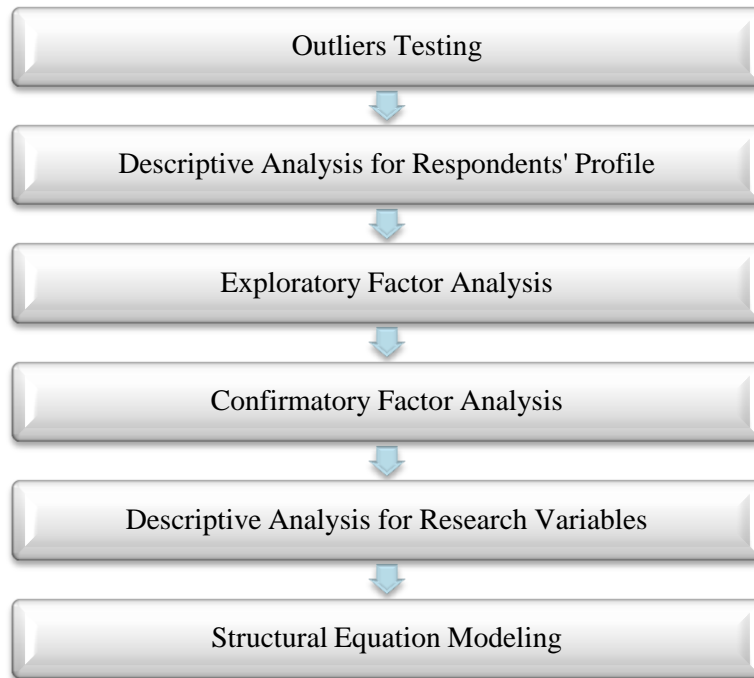 Outliers Testing
Descriptive Analysis for Respondents' Profile
Exploratory Factor Analysis
Confirmatory Factor Analysis
Descriptive Analysis for Research Variables
Structural Equation Modeling